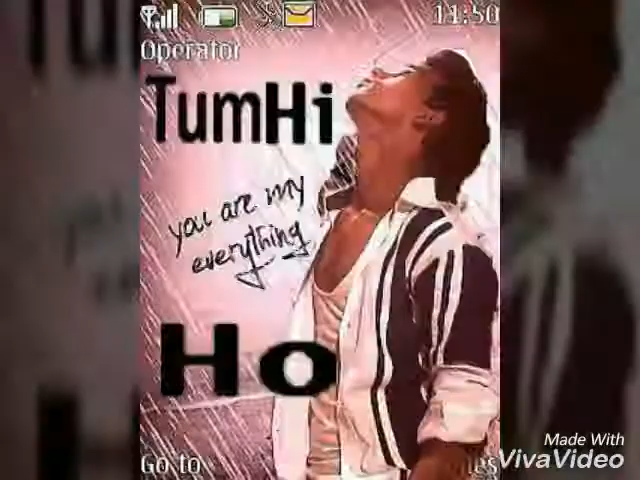 11:50
Operator
TumHi
you are my
everything
Ho
Go to
Made With
VivaVideo